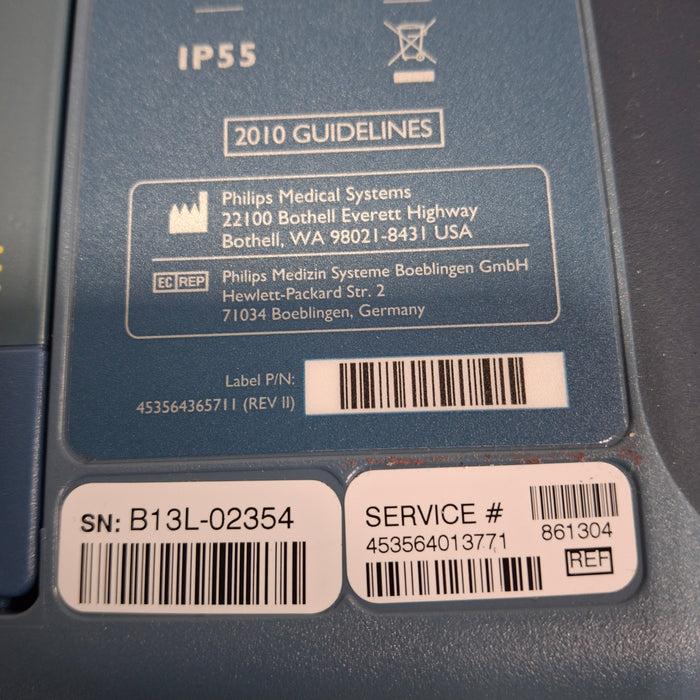 IP55
2010 GUIDELINES
Philips Medical Systems
22100 Bothell Everett Highway
Bothell, WA 98021-8431 USA
EC REP
Philips Medizin Systeme Boeblingen GmbH
Hewlett-Packard Str. 2
71034 Boeblingen, Germany
Label P/N:
453564365711 (REV II)
SN: B13L-02354
SERVICE #
453564013771
861304
REF